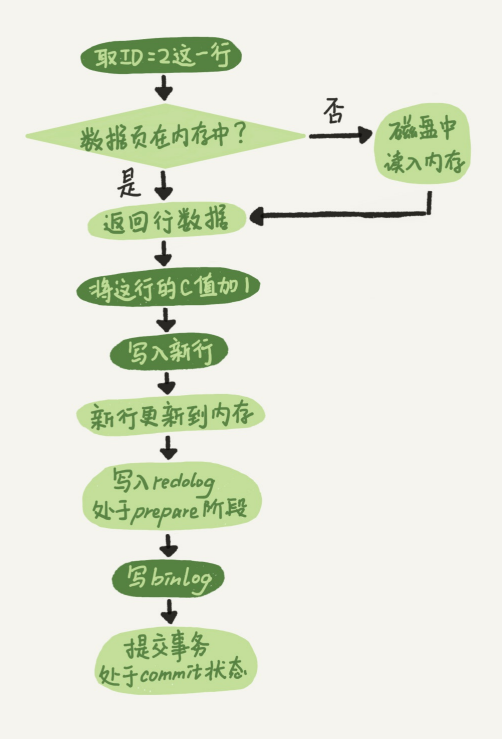 取ID=2这一行
数据页在内存中?
否
磁盘中
读入内存
是
返回行数据
将这行的C值加1
写入新行
新行更新到内存
写入redolog
处于prepare阶段
写binlog
提交事务
处于commit状态